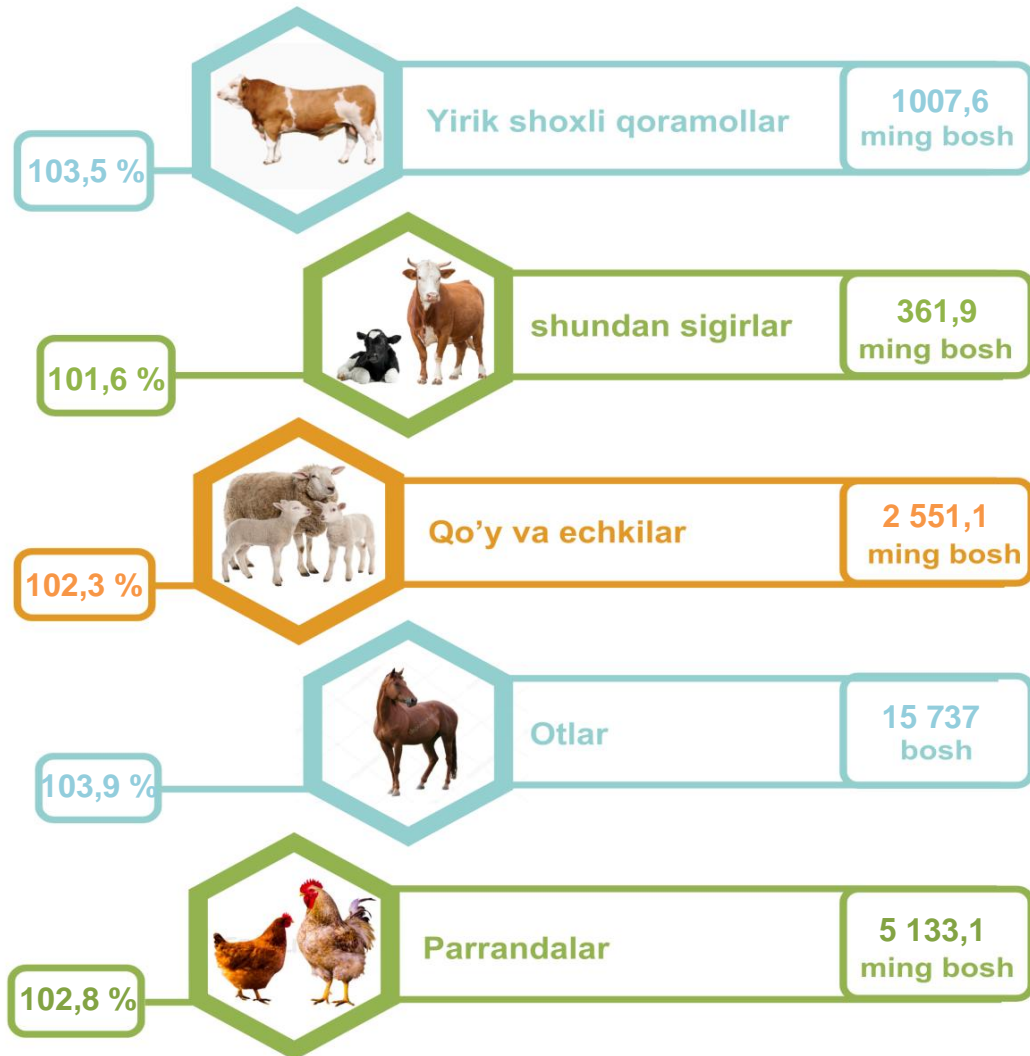 Yirik shoxli qoramollar
1007,6
ming bosh
103,5 %
shundan sigirlar
361,9
ming bosh
101,6 %
Qo’y va echkilar
2 551,1
ming bosh
102,3 %
Otlar
15 737
bosh
103,9 %
Parrandalar
5 133,1
ming bosh
102,8 %